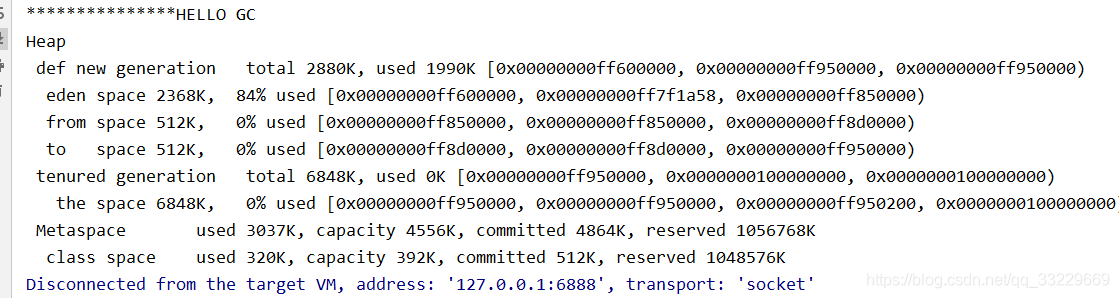 ***************HELLO GC
Heap
 def new generation   total 2880K, used 1990K [0x00000000ff600000, 0x00000000ff950000, 0x00000000ff950000)
  eden space 2368K,  84% used [0x00000000ff600000, 0x00000000ff7f1a58, 0x00000000ff850000)
  from space 512K,   0% used [0x00000000ff850000, 0x00000000ff850000, 0x00000000ff8d0000)
  to   space 512K,   0% used [0x00000000ff8d0000, 0x00000000ff8d0000, 0x00000000ff950000)
 tenured generation   total 6848K, used 0K [0x00000000ff950000, 0x0000000100000000, 0x0000000100000000)
   the space 6848K,   0% used [0x00000000ff950000, 0x00000000ff950000, 0x00000000ff950200, 0x0000000100000000)
 Metaspace       used 3037K, capacity 4556K, committed 4864K, reserved 1056768K
  class space    used 320K, capacity 392K, committed 512K, reserved 1048576K
Disconnected from the target VM, address: '127.0.0.1:6888', transport: 'socket'
https://blog.csdn.net/qq_33229669